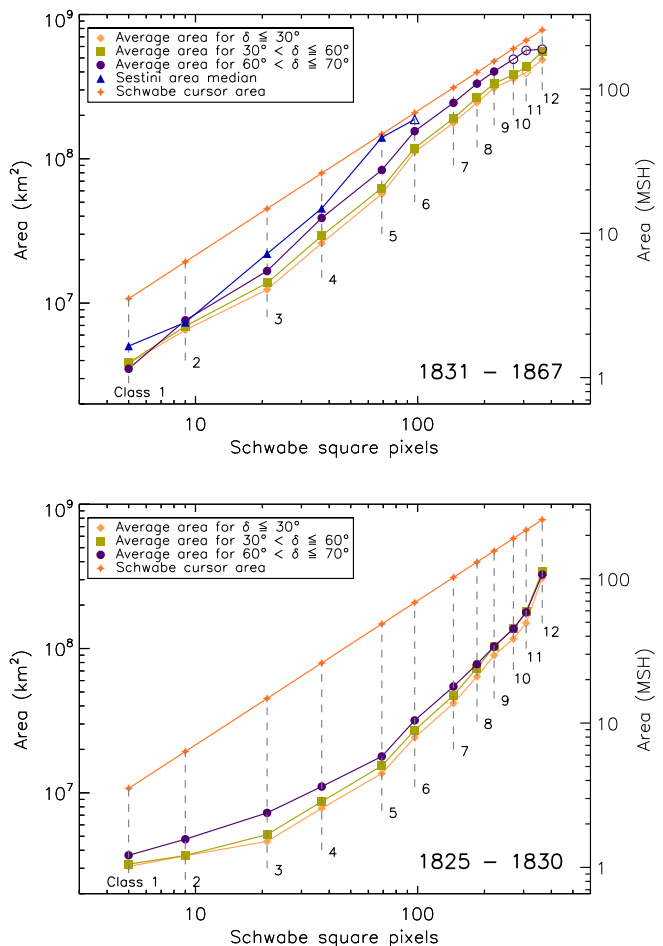 10⁹
10⁸
10⁷
Area (km²)
Average area for δ ≦ 30°
Average area for 30° < δ ≦ 60°
Average area for 60° < δ ≦ 70°
Sestini area median
Schwabe cursor area
100
10
1
Area (MSH)
Class 1
2
3
4
5
6
7
8
9
10
11
12
1831 – 1867
10
100
Schwabe square pixels
10⁹
10⁸
10⁷
Area (km²)
Average area for δ ≦ 30°
Average area for 30° < δ ≦ 60°
Average area for 60° < δ ≦ 70°
Schwabe cursor area
100
10
1
Area (MSH)
Class 1
2
3
4
5
6
7
8
9
10
11
12
1825 – 1830
10
100
Schwabe square pixels